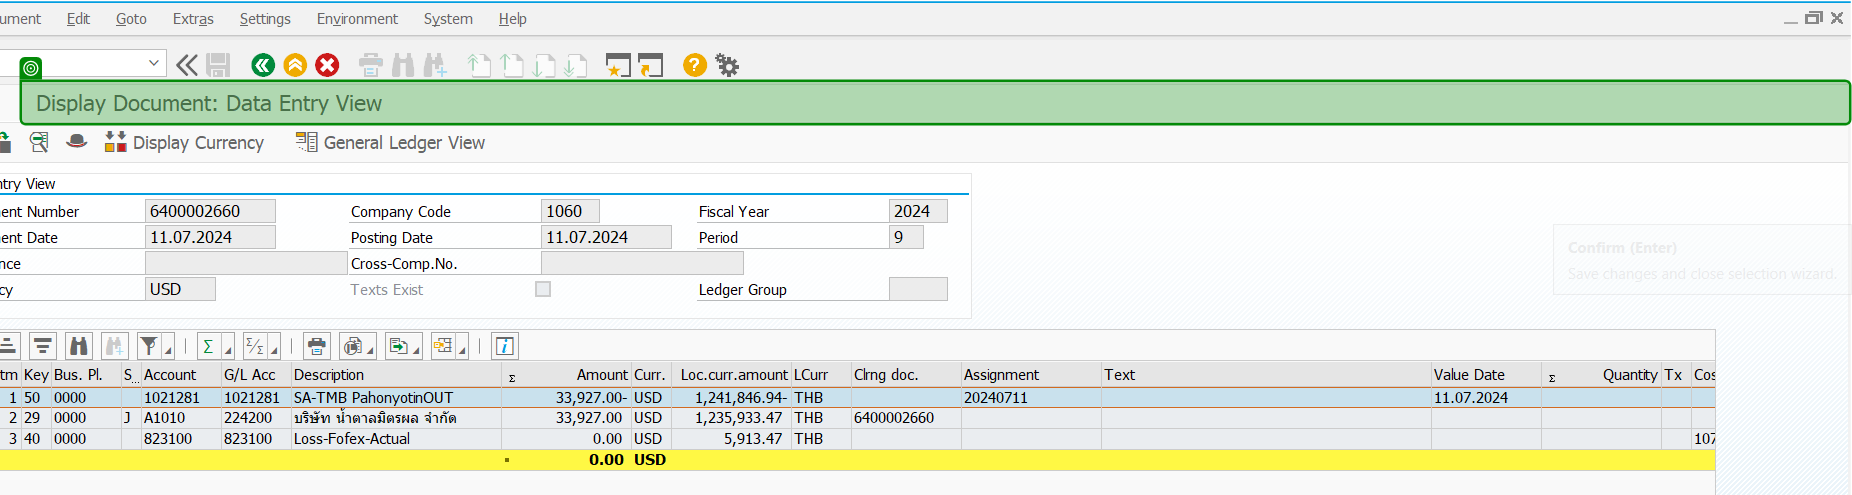 ument Edit Goto Extras Settings Environment System Help
Display Document: Data Entry View
Display Currency General Ledger View
ntry View
ent Number 6400002660 Company Code 1060 Fiscal Year 2024
ent Date 11.07.2024 Posting Date 11.07.2024 Period 9
nce Cross-Comp.No.
cy USD Texts Exist Ledger Group
Confirm (Enter)
Save changes and close selection wizard.
tm Key Bus. Pl. S... Account G/L Acc Description Σ Amount Curr. Loc.curr.amount LCurr Clrng doc. Assignment Text Value Date Σ Quantity Tx Cos
1 50 0000 1021281 1021281 SA-TMB PahonyotinOUT 33,927.00- USD 1,241,846.94- THB 20240711 11.07.2024
2 29 0000 J A1010 224200 บริษัท น้ำตาลมิตรผล จำกัด 33,927.00 USD 1,235,933.47 THB 6400002660
3 40 0000 823100 823100 Loss-Fofex-Actual 0.00 USD 5,913.47 THB 107
0.00 USD